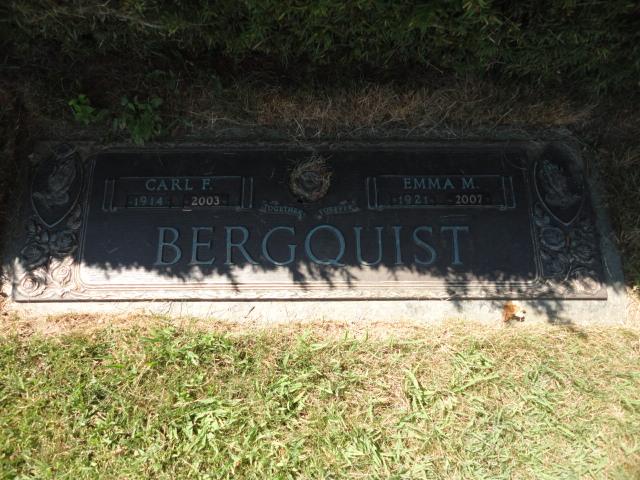 CARL F.
1914 2003
TOGETHER FOREVER
EMMA M.
1921 2007
BERGQUIST